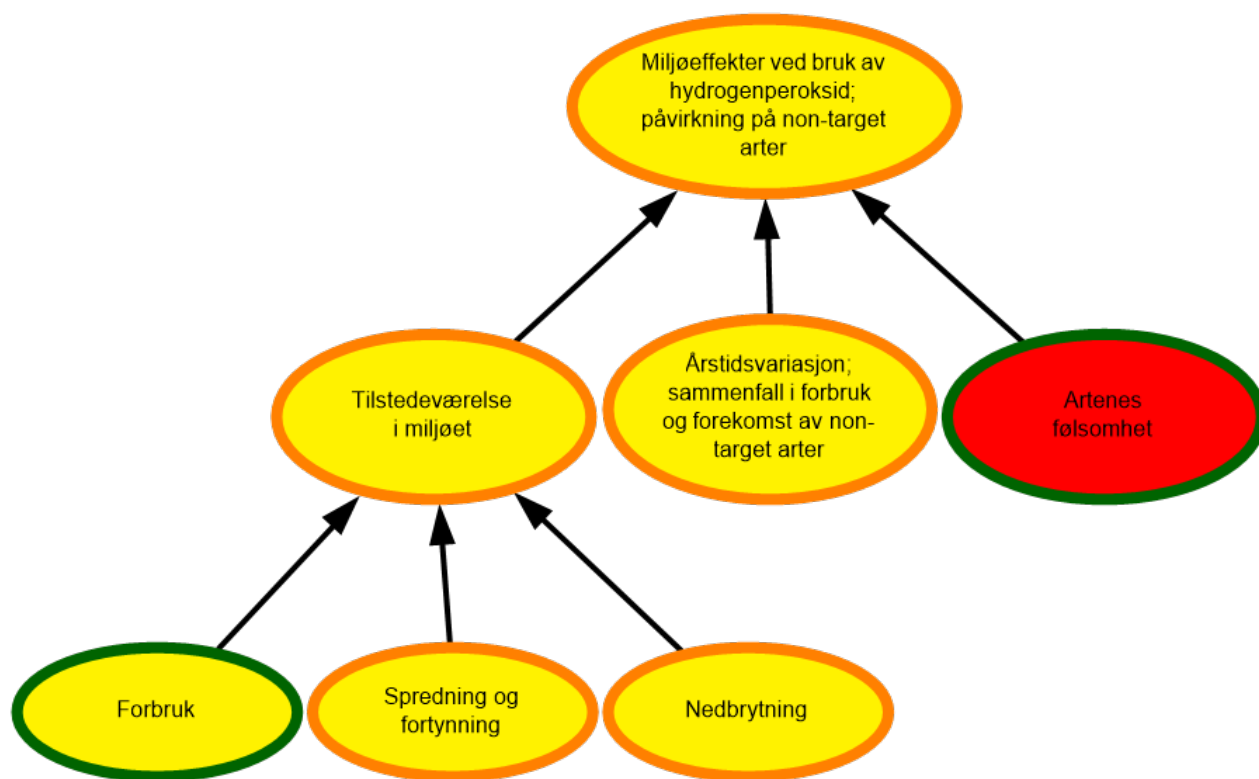 Miljøeffekter ved bruk av
hydrogenperoksid;
påvirkning på non-target
arter
Tilstedeværelse
i miljøet
Årstidsvariasjon;
sammenfall i forbruk
og forekomst av non-
target arter
Artenes
følsomhet
Forbruk
Spredning og
fortynning
Nedbrytning